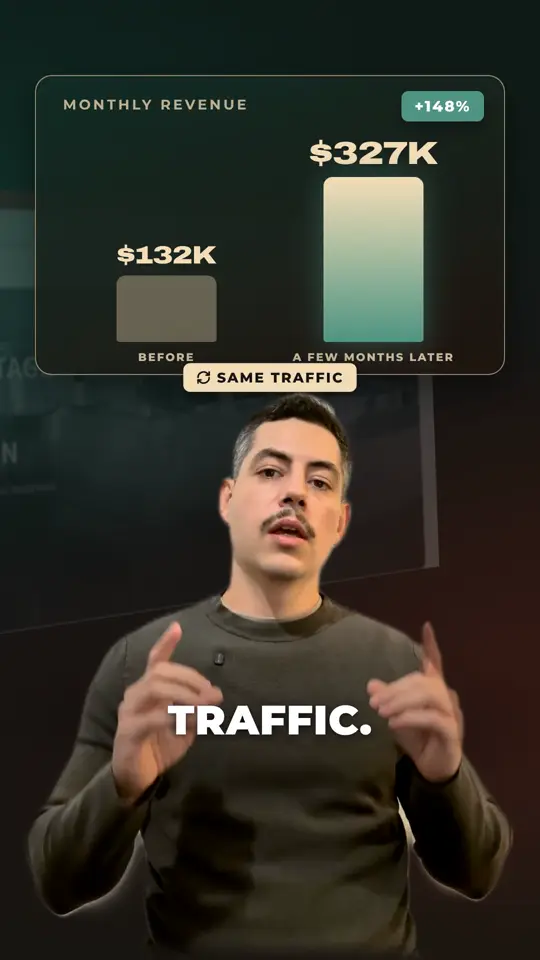 MONTHLY REVENUE
+148%
$327K
$132K
BEFORE
A FEW MONTHS LATER
SAME TRAFFIC
TRAFFIC.